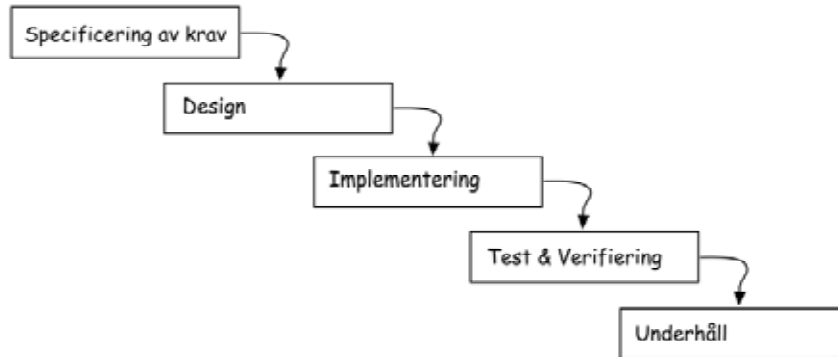 Specificering av krav
Design
Implementering
Test & Verifiering
Underhåll